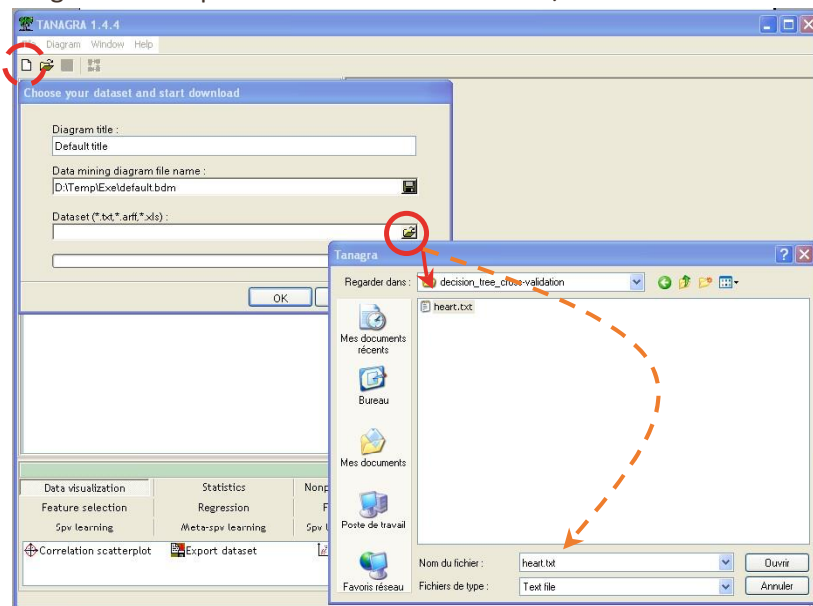 TANAGRA 1.4.4
Diagram Window Help
Choose your dataset and start download
Diagram title :
Default title
Data mining diagram file name :
D:\Temp\Exe\default.bdm
Dataset (*.txt,*.arff,*.xls) :
OK
Tanagra
Regarder dans : decision_tree_cross-validation
heart.txt
Mes documents
récents
Bureau
Mes documents
Poste de travail
Favoris réseau
Nom du fichier : heart.txt Ouvrir
Fichiers de type : Text file Annuler
Data visualization Statistics
Feature selection Regression
Spv learning Meta-spv learning
Correlation scatterplot Export dataset